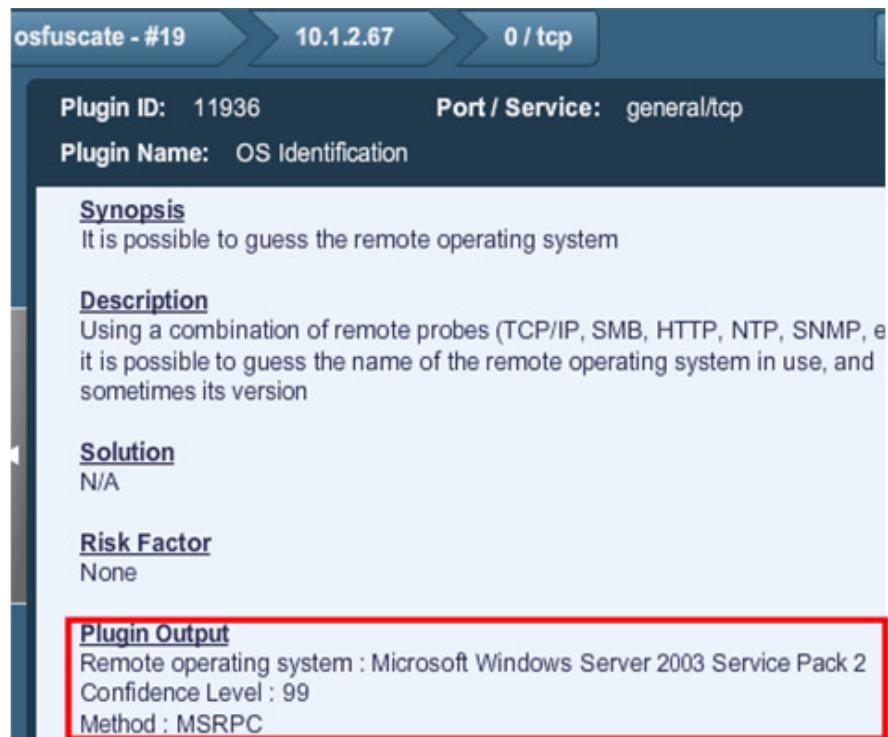 osfuscate - #19 10.1.2.67 0 / tcp
Plugin ID: 11936 Port / Service: general/tcp
Plugin Name: OS Identification
Synopsis
It is possible to guess the remote operating system
Description
Using a combination of remote probes (TCP/IP, SMB, HTTP, NTP, SNMP, e
it is possible to guess the name of the remote operating system in use, and
sometimes its version
Solution
N/A
Risk Factor
None
Plugin Output
Remote operating system : Microsoft Windows Server 2003 Service Pack 2
Confidence Level : 99
Method : MSRPC